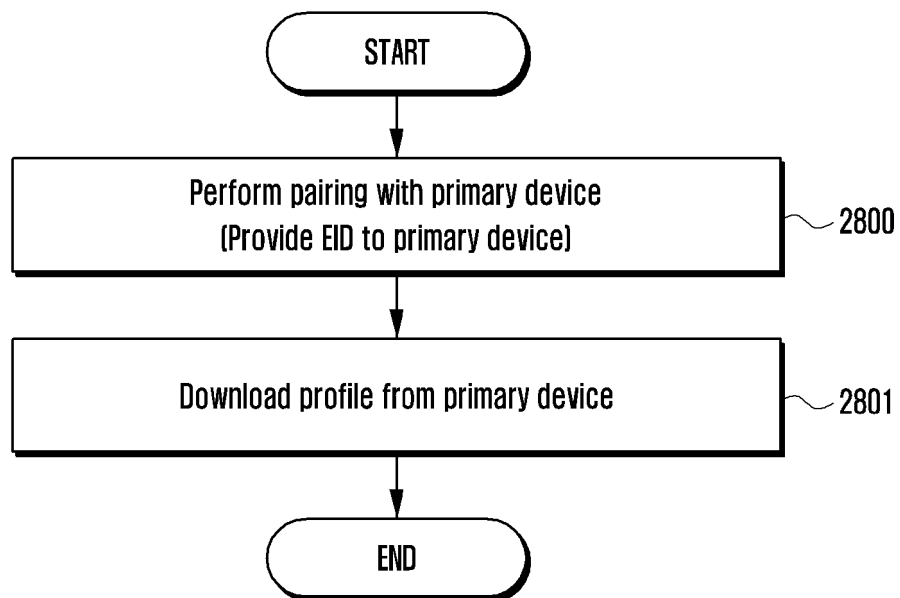 START
Perform pairing with primary device
(Provide EID to primary device)
2800
Download profile from primary device
2801
END